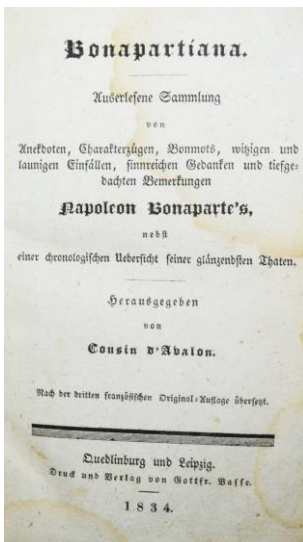 Bonapartiana.
Auserlesene Sammlung
von
Anekdoten, Charakterzügen, Bonmots, witzigen und
launigen Einfällen, sinnreichen Gedanken und tiefge-
dachten Bemerkungen
Napoleon Bonaparte's,
nebst
einer chronologischen Uebersicht seiner glänzendsten Thaten.
Herausgegeben
von
Cousin d'Avalon.
Nach der dritten französischen Original-Auflage übersetzt.
Quedlinburg und Leipzig.
Druck und Verlag von Gottfr. Basse.
1834.